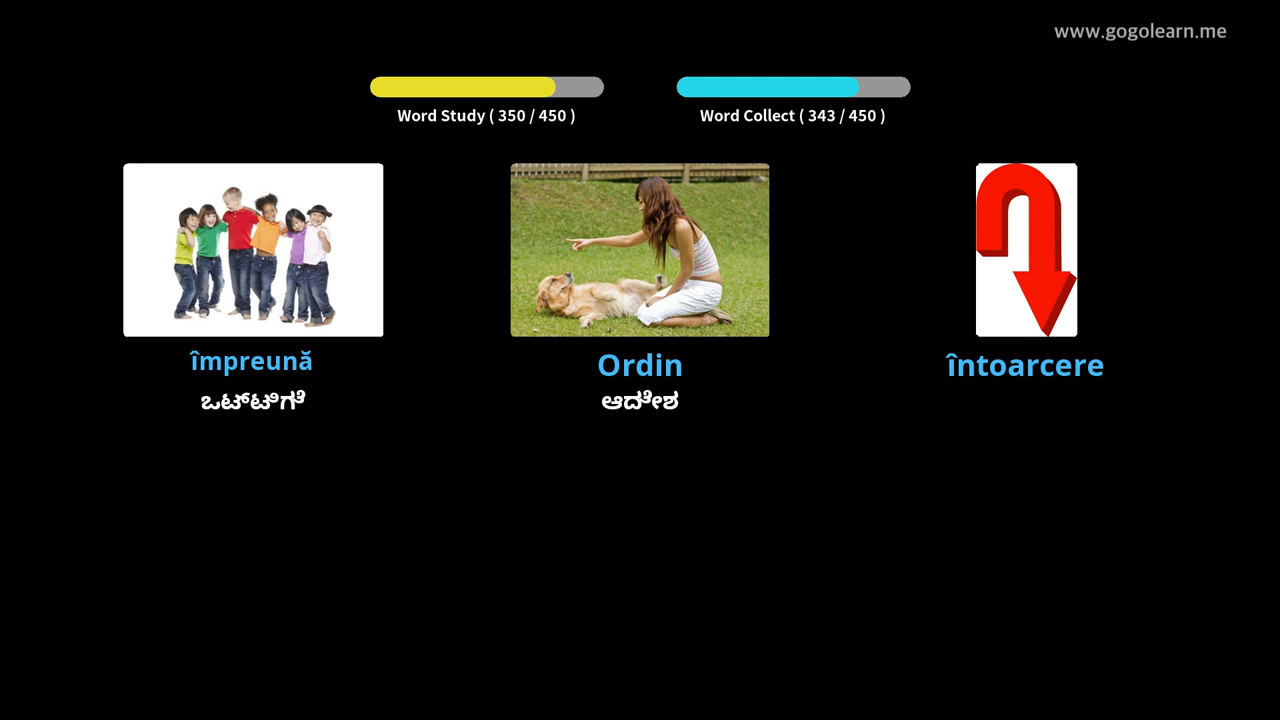 www.gogolearn.me
Word Study ( 350 / 450 )
Word Collect ( 343 / 450 )
împreună
ಒಟ್ಟಿಗೆ
Ordin
ಆದೇಶ
întoarcere